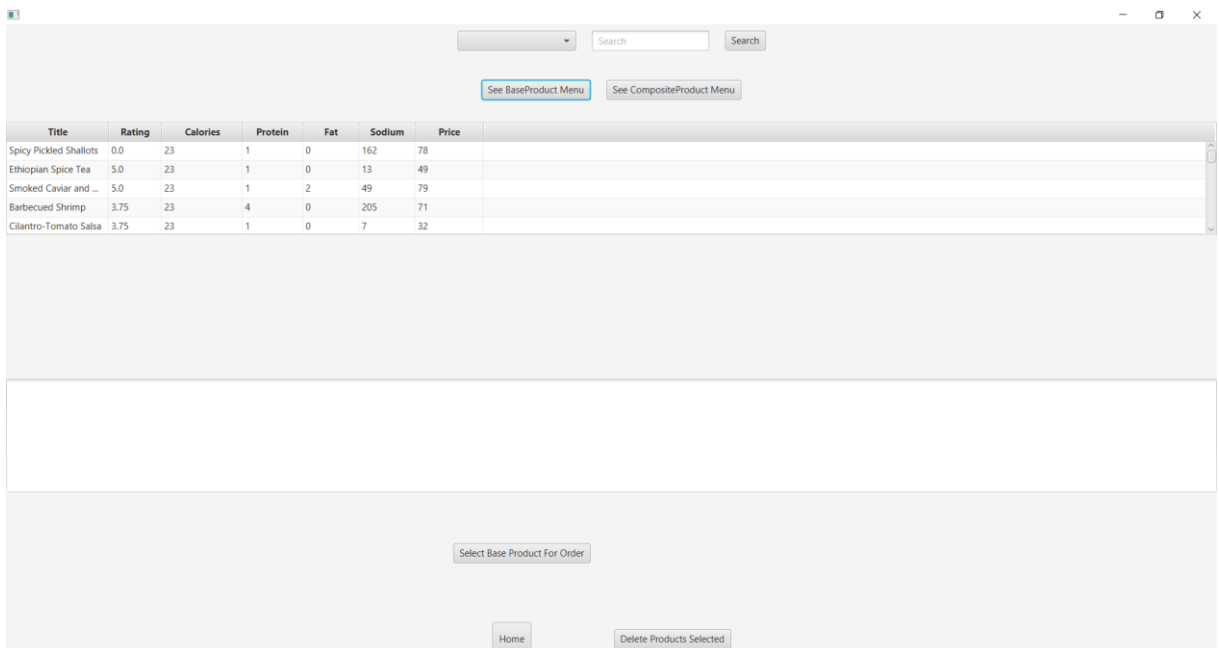 Search Search
See BaseProduct Menu See CompositeProduct Menu
Title Rating Calories Protein Fat Sodium Price
Spicy Pickled Shallots 0.0 23 1 0 162 78
Ethiopian Spice Tea 5.0 23 1 0 13 49
Smoked Caviar and ... 5.0 23 1 2 49 79
Barbecued Shrimp 3.75 23 4 0 205 71
Cilantro-Tomato Salsa 3.75 23 1 0 7 32
Select Base Product For Order
Home Delete Products Selected